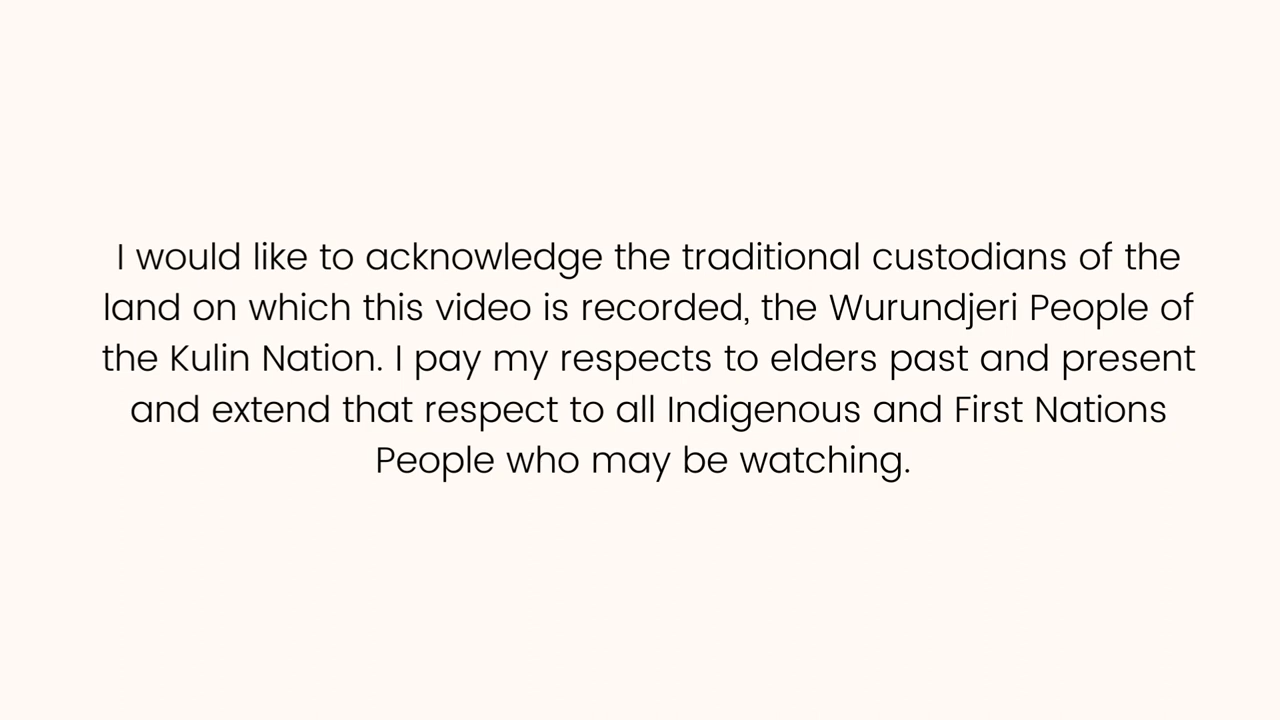 I would like to acknowledge the traditional custodians of the
land on which this video is recorded, the Wurundjeri People of
the Kulin Nation. I pay my respects to elders past and present
and extend that respect to all Indigenous and First Nations
People who may be watching.